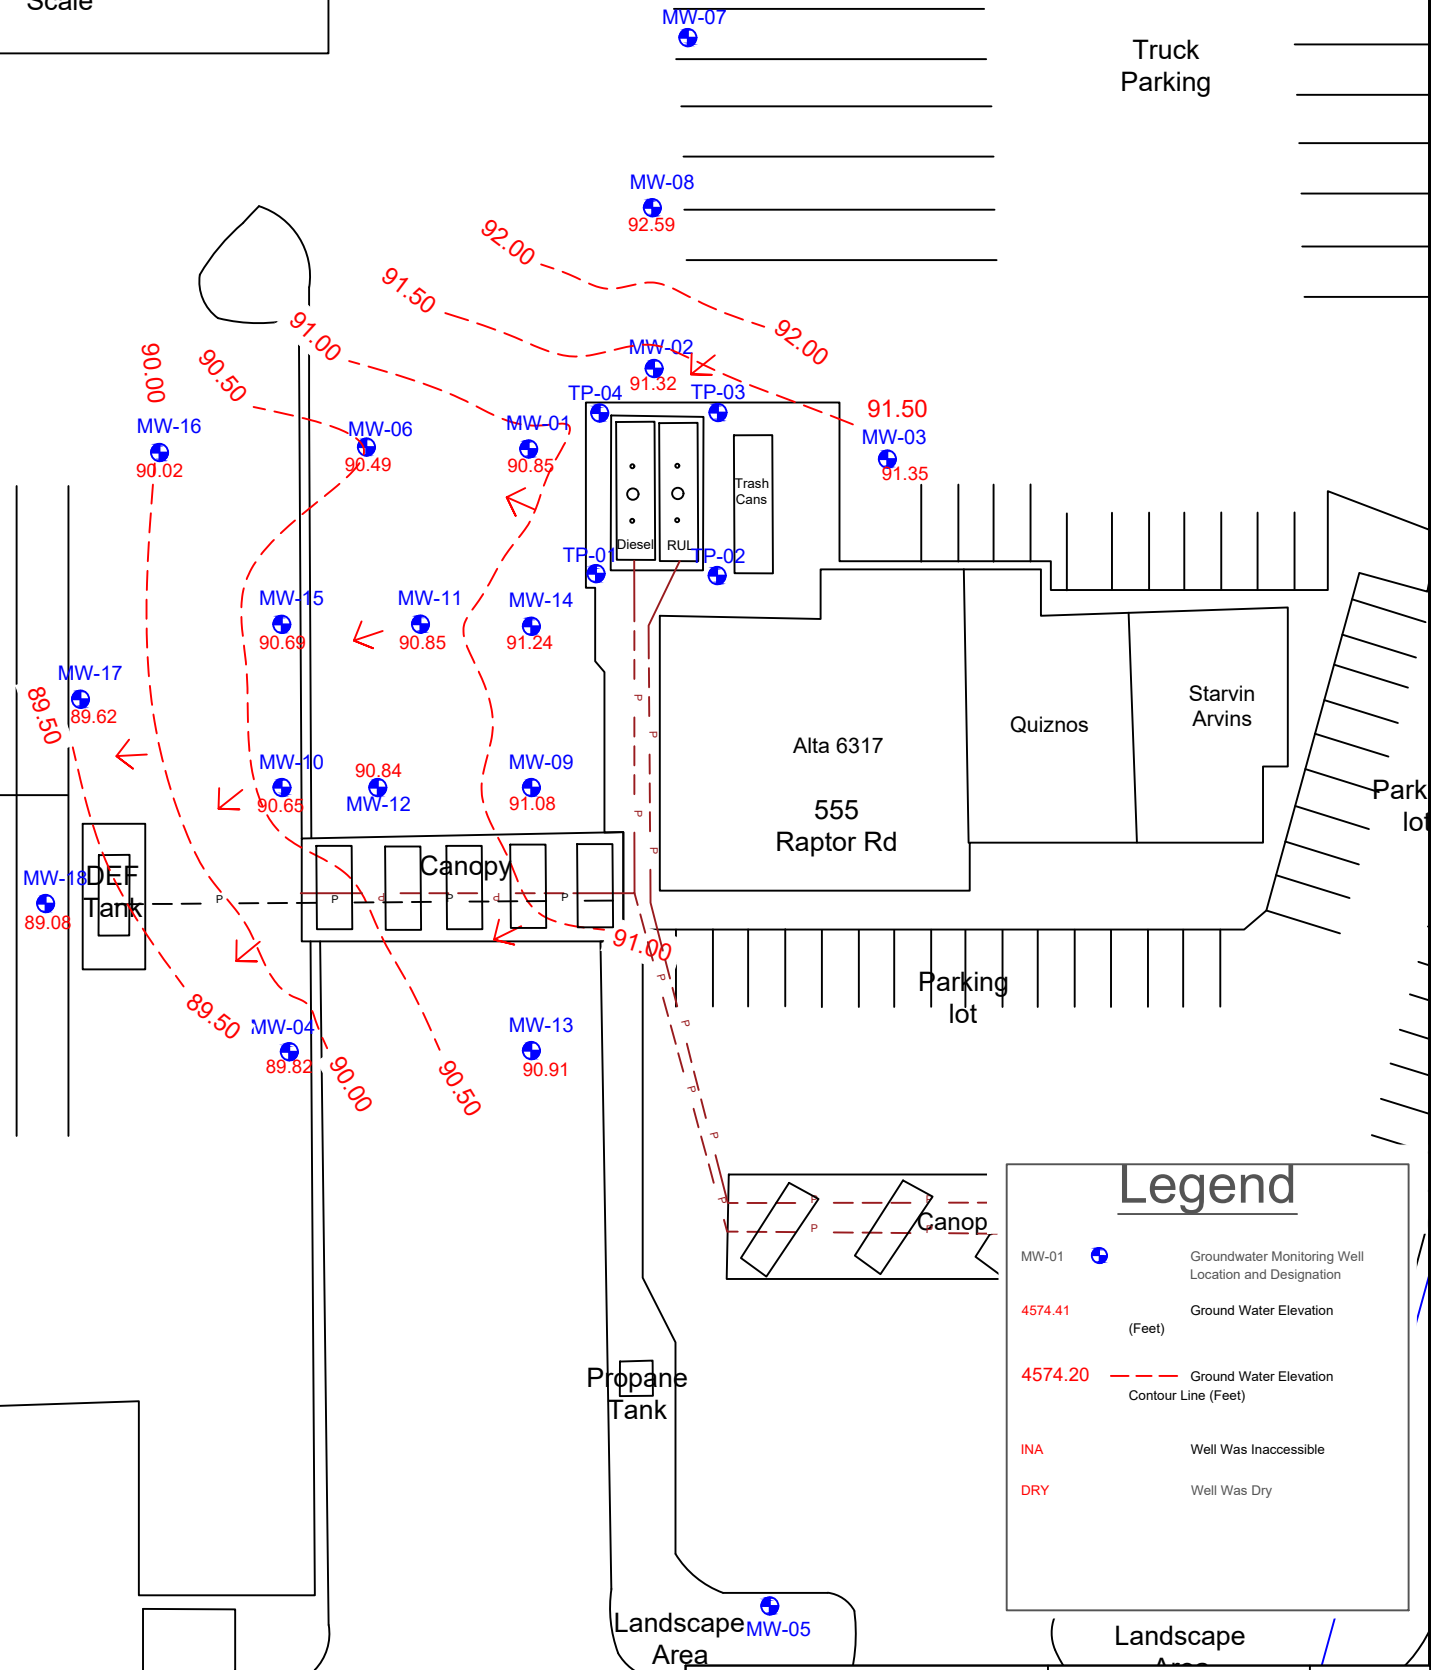 Scale
MW-07
Truck
Parking
MW-08
92.59
92.00
91.50
92.00
91.00
90.00
90.50
MW-02
91.32
TP-04
TP-03
91.50
MW-16
90.02
MW-06
90.49
MW-01
90.85
MW-03
91.35
Trash
Cans
Diesel
RUL
TP-01
TP-02
MW-15
90.69
MW-11
90.85
MW-14
91.24
MW-17
89.62
89.50
P
P
Alta 6317
Quiznos
Starvin
Arvins
MW-10
90.65
90.84
MW-12
MW-09
91.08
555
Raptor Rd
P
P
Park
lot
Canopy
MW-18
89.08
DEF
Tank
P
P
P
P
P
P
91.00
89.50
P
P
Parking
lot
MW-04
89.82
90.00
90.50
MW-13
90.91
P
P
P
P
P
P
P
Canop
Legend
MW-01
Groundwater Monitoring Well
Location and Designation
4574.41
Ground Water Elevation
(Feet)
4574.20
Ground Water Elevation
Contour Line (Feet)
INA
Well Was Inaccessible
DRY
Well Was Dry
Propane
Tank
Landscape
Area
MW-05
Landscape
Area